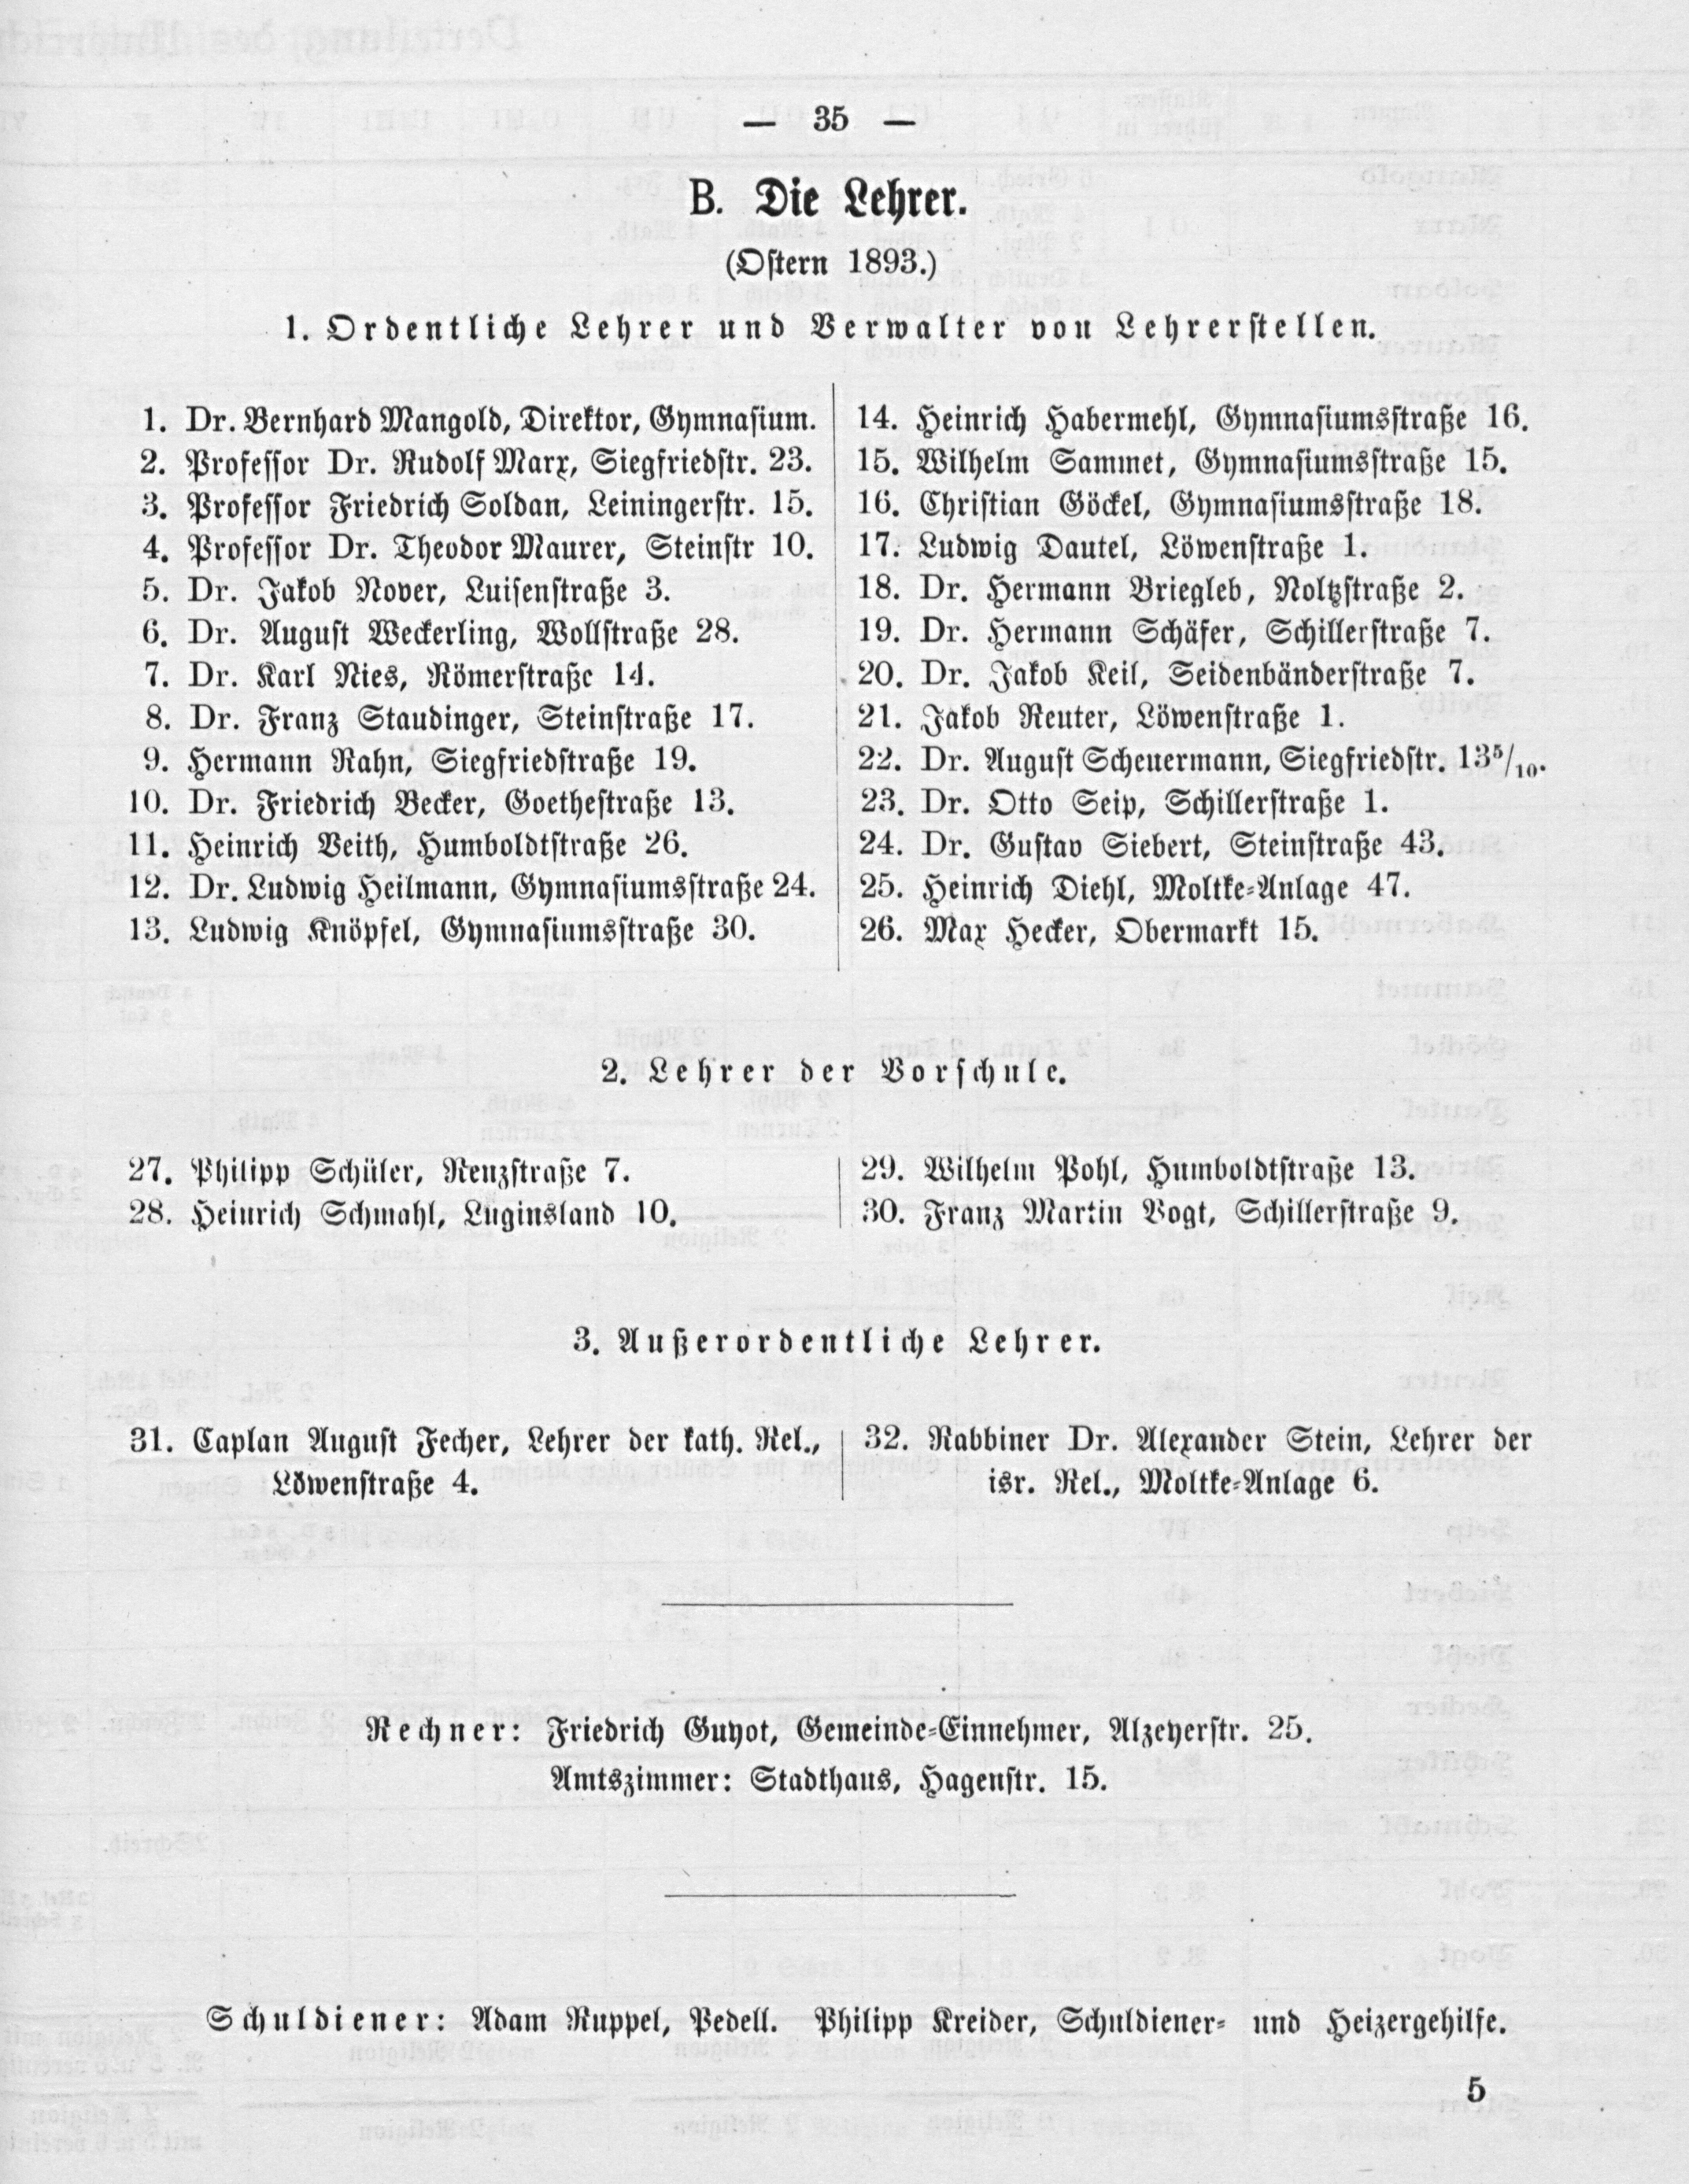 — 35 —
B. Die Lehrer.
(Ostern 1893.)
1. Ordentliche Lehrer und Verwalter von Lehrerstellen.
1. Dr. Bernhard Mangold, Direktor, Gymnasium.
2. Professor Dr. Rudolf Marx, Siegfriedstr. 23.
3. Professor Friedrich Soldan, Leiningerstr. 15.
4. Professor Dr. Theodor Maurer, Steinstr 10.
5. Dr. Jakob Nover, Luisenstraße 3.
6. Dr. August Weckerling, Wollstraße 28.
7. Dr. Karl Nies, Römerstraße 14.
8. Dr. Franz Staudinger, Steinstraße 17.
9. Hermann Rahn, Siegfriedstraße 19.
10. Dr. Friedrich Becker, Goethestraße 13.
11. Heinrich Veith, Humboldtstraße 26.
12. Dr. Ludwig Heilmann, Gymnasiumsstraße 24.
13. Ludwig Knöpfel, Gymnasiumsstraße 30.
14. Heinrich Habermehl, Gymnasiumsstraße 16.
15. Wilhelm Sammet, Gymnasiumsstraße 15.
16. Christian Göckel, Gymnasiumsstraße 18.
17. Ludwig Dautel, Löwenstraße 1.
18. Dr. Hermann Briegleb, Noltzstraße 2.
19. Dr. Hermann Schäfer, Schillerstraße 7.
20. Dr. Jakob Keil, Seidenbänderstraße 7.
21. Jakob Reuter, Löwenstraße 1.
22. Dr. August Scheuermann, Siegfriedstr. 13⁵/₁₀.
23. Dr. Otto Seip, Schillerstraße 1.
24. Dr. Gustav Siebert, Steinstraße 43.
25. Heinrich Diehl, Moltke-Anlage 47.
26. Max Hecker, Obermarkt 15.
2. Lehrer der Vorschule.
27. Philipp Schüler, Renzstraße 7.
28. Heinrich Schmahl, Luginsland 10.
29. Wilhelm Pohl, Humboldtstraße 13.
30. Franz Martin Vogt, Schillerstraße 9.
3. Außerordentliche Lehrer.
31. Caplan August Fecher, Lehrer der kath. Rel.,
Löwenstraße 4.
32. Rabbiner Dr. Alexander Stein, Lehrer der
isr. Rel., Moltke-Anlage 6.
Rechner: Friedrich Guyot, Gemeinde-Einnehmer, Alzeyerstr. 25.
Amtszimmer: Stadthaus, Hagenstr. 15.
Schuldiener: Adam Ruppel, Pedell. Philipp Kreider, Schuldiener- und Heizergehilfe.
5